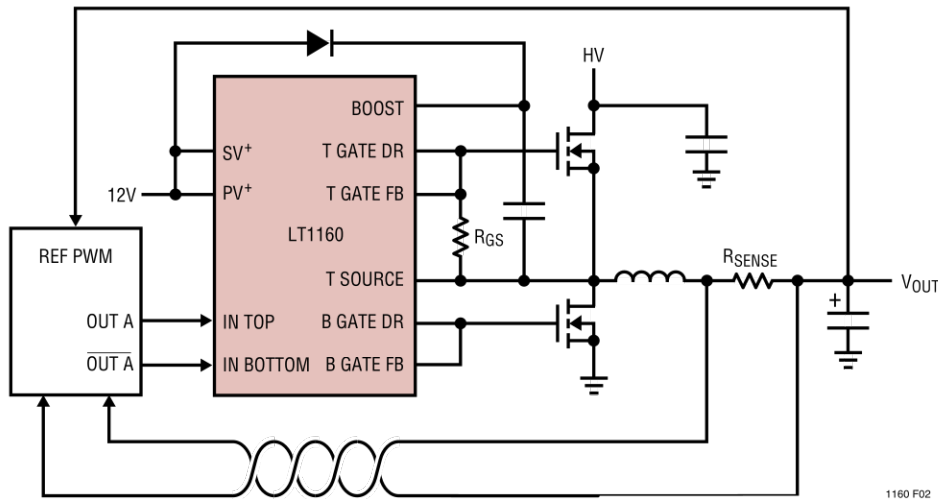 HV
BOOST
SV+
T GATE DR
12V
PV+
T GATE FB
LT1160
RGS
REF PWM
T SOURCE
RSENSE
VOUT
+
OUT A
IN TOP
B GATE DR
OUT A
IN BOTTOM
B GATE FB
1160 F02